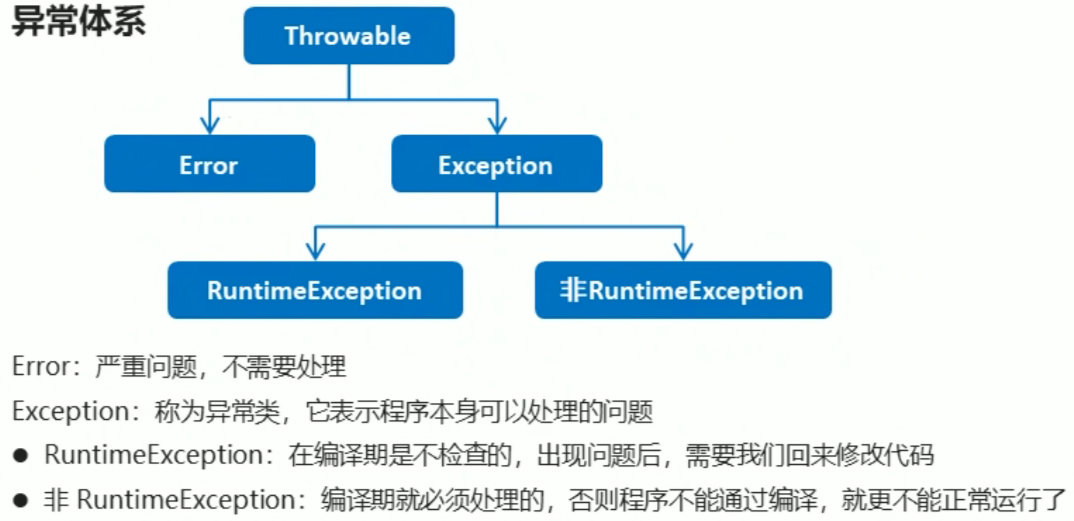 异常体系
Throwable
Error
Exception
RuntimeException
非RuntimeException
Error：严重问题，不需要处理
Exception：称为异常类，它表示程序本身可以处理的问题
● RuntimeException：在编译期是不检查的，出现问题后，需要我们回来修改代码
● 非 RuntimeException：编译期就必须处理的，否则程序不能通过编译，就更不能正常运行了